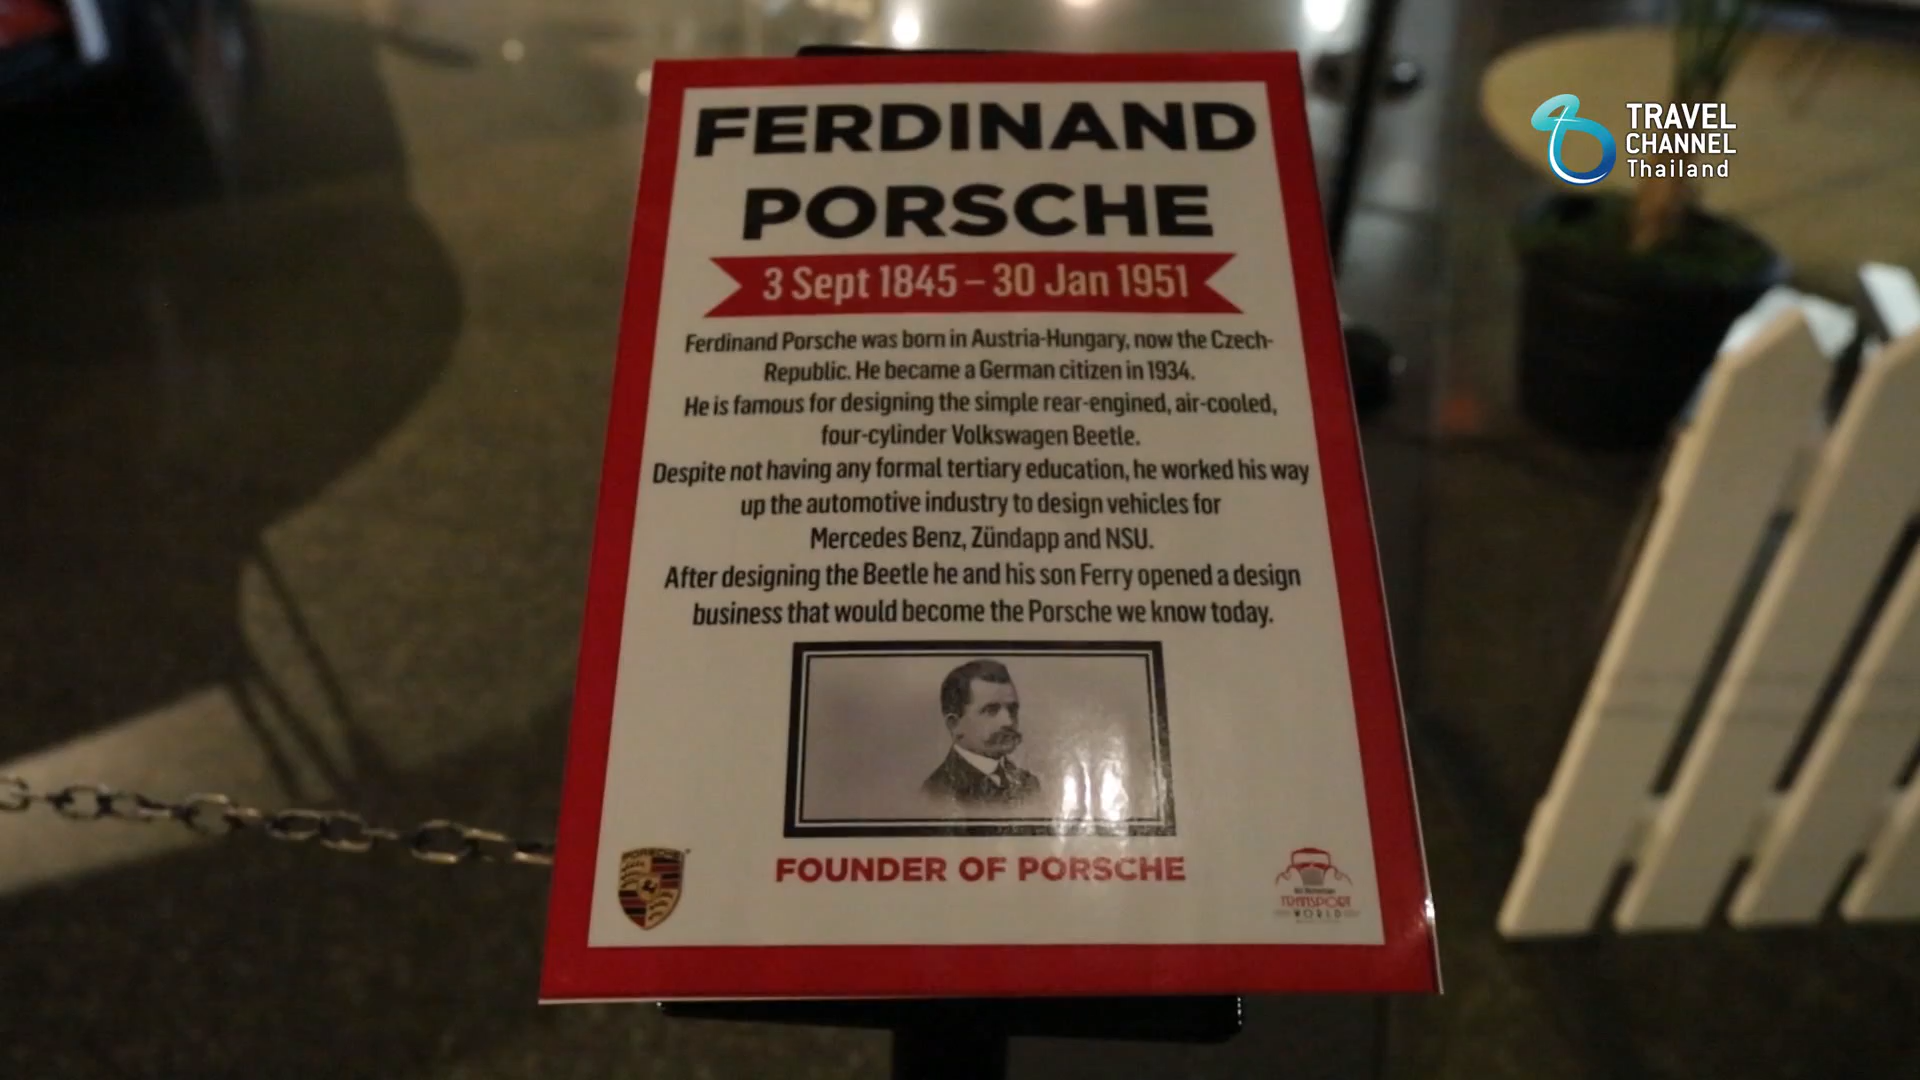 FERDINAND
PORSCHE
3 Sept 1845 – 30 Jan 1951
Ferdinand Porsche was born in Austria-Hungary, now the Czech-
Republic. He became a German citizen in 1934.
He is famous for designing the simple rear-engined, air-cooled,
four-cylinder Volkswagen Beetle.
Despite not having any formal tertiary education, he worked his way
up the automotive industry to design vehicles for
Mercedes Benz, Zündapp and NSU.
After designing the Beetle he and his son Ferry opened a design
business that would become the Porsche we know today.
FOUNDER OF PORSCHE
PORSCHE
TRANSPORT
WORLD
TRAVEL
CHANNEL
Thailand